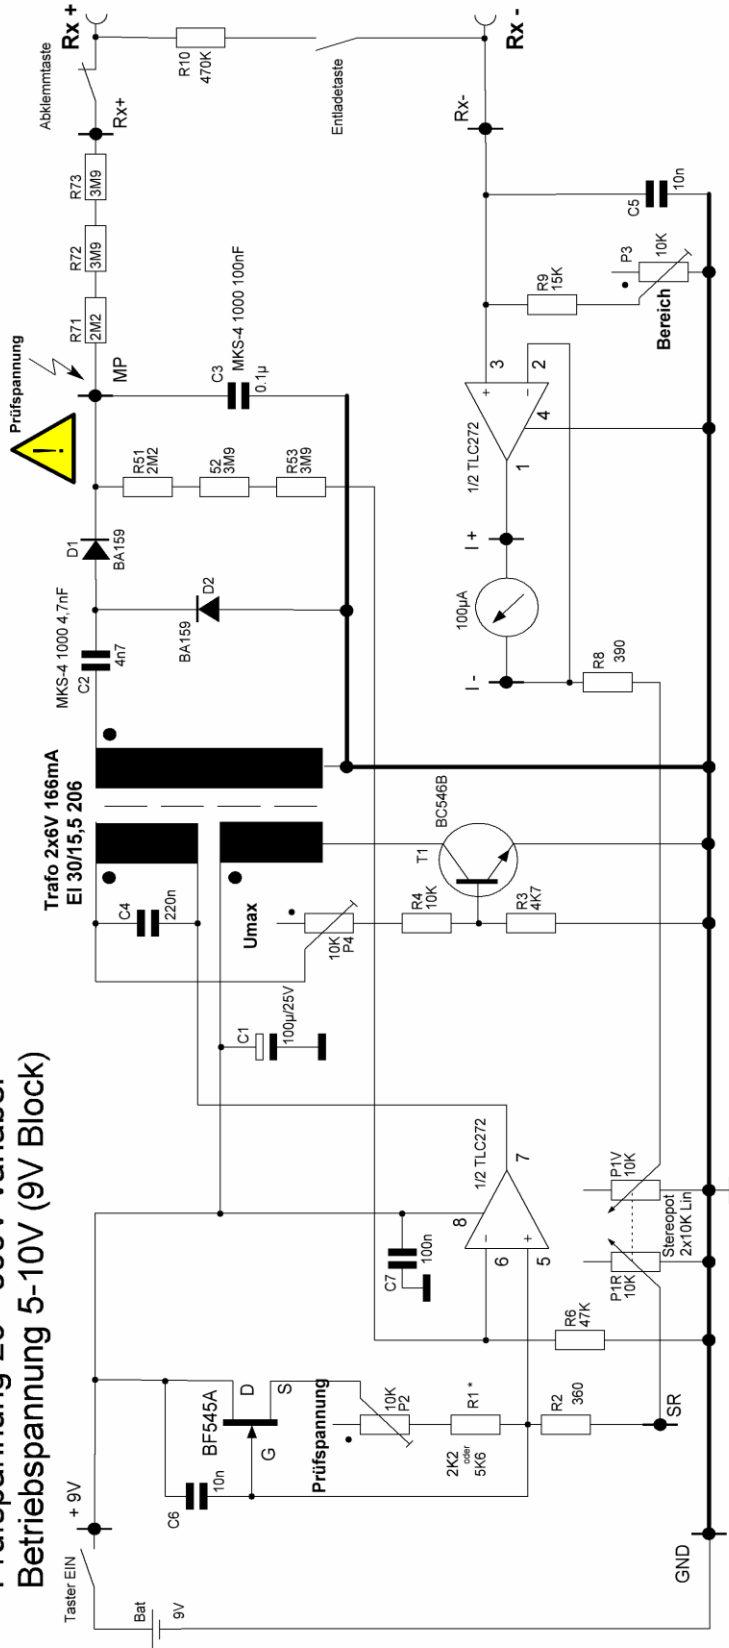 Betriebspannung 5-10V (9V Block)
Taster EIN
+ 9V
Bat
9V
GND
C6
10n
BF545A
D
G
S
Prüfspannung
10K
P2
2K2
oder
5K6
R1 *
R2
360
SR
R6
47K
C7
100n
1/2 TLC272
8
6
5
7
P1R
10K
P1V
10K
Stereopot
2x10K Lin
C1
100µ/25V
Umax
10K
P4
R4
10K
R3
4K7
T1
BC546B
C4
220n
Trafo 2x6V 166mA
EI 30/15,5 206
MKS-4 1000 4,7nF
C2
4n7
D1
BA159
D2
BA159
R51
2M2
52
3M9
R53
3M9
C3
MKS-4 1000 100nF
0.1µ
Prüfspannung
!
MP
R71
2M2
R72
3M9
R73
3M9
Rx+
Abklemmtaste
Rx +
R10
470K
Entladetaste
Rx -
Rx-
I -
I +
100µA
R8
390
1/2 TLC272
1
3
2
4
+
−
R9
15K
P3
10K
Bereich
C5
10n